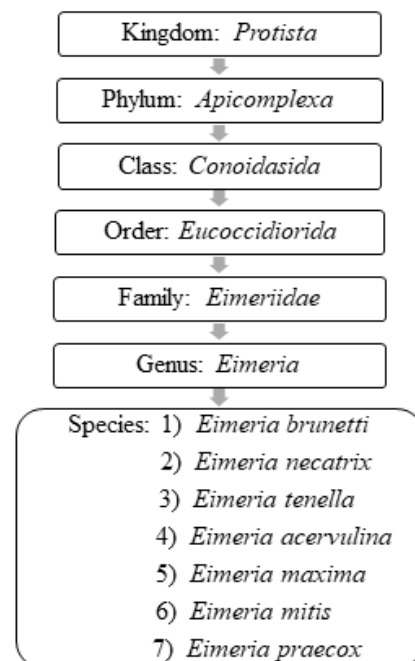 Kingdom: Protista
Phylum: Apicomplexa
Class: Conoidasida
Order: Eucoccidiorida
Family: Eimeriidae
Genus: Eimeria
Species: 1) Eimeria brunetti
2) Eimeria necatrix
3) Eimeria tenella
4) Eimeria acervulina
5) Eimeria maxima
6) Eimeria mitis
7) Eimeria praecox